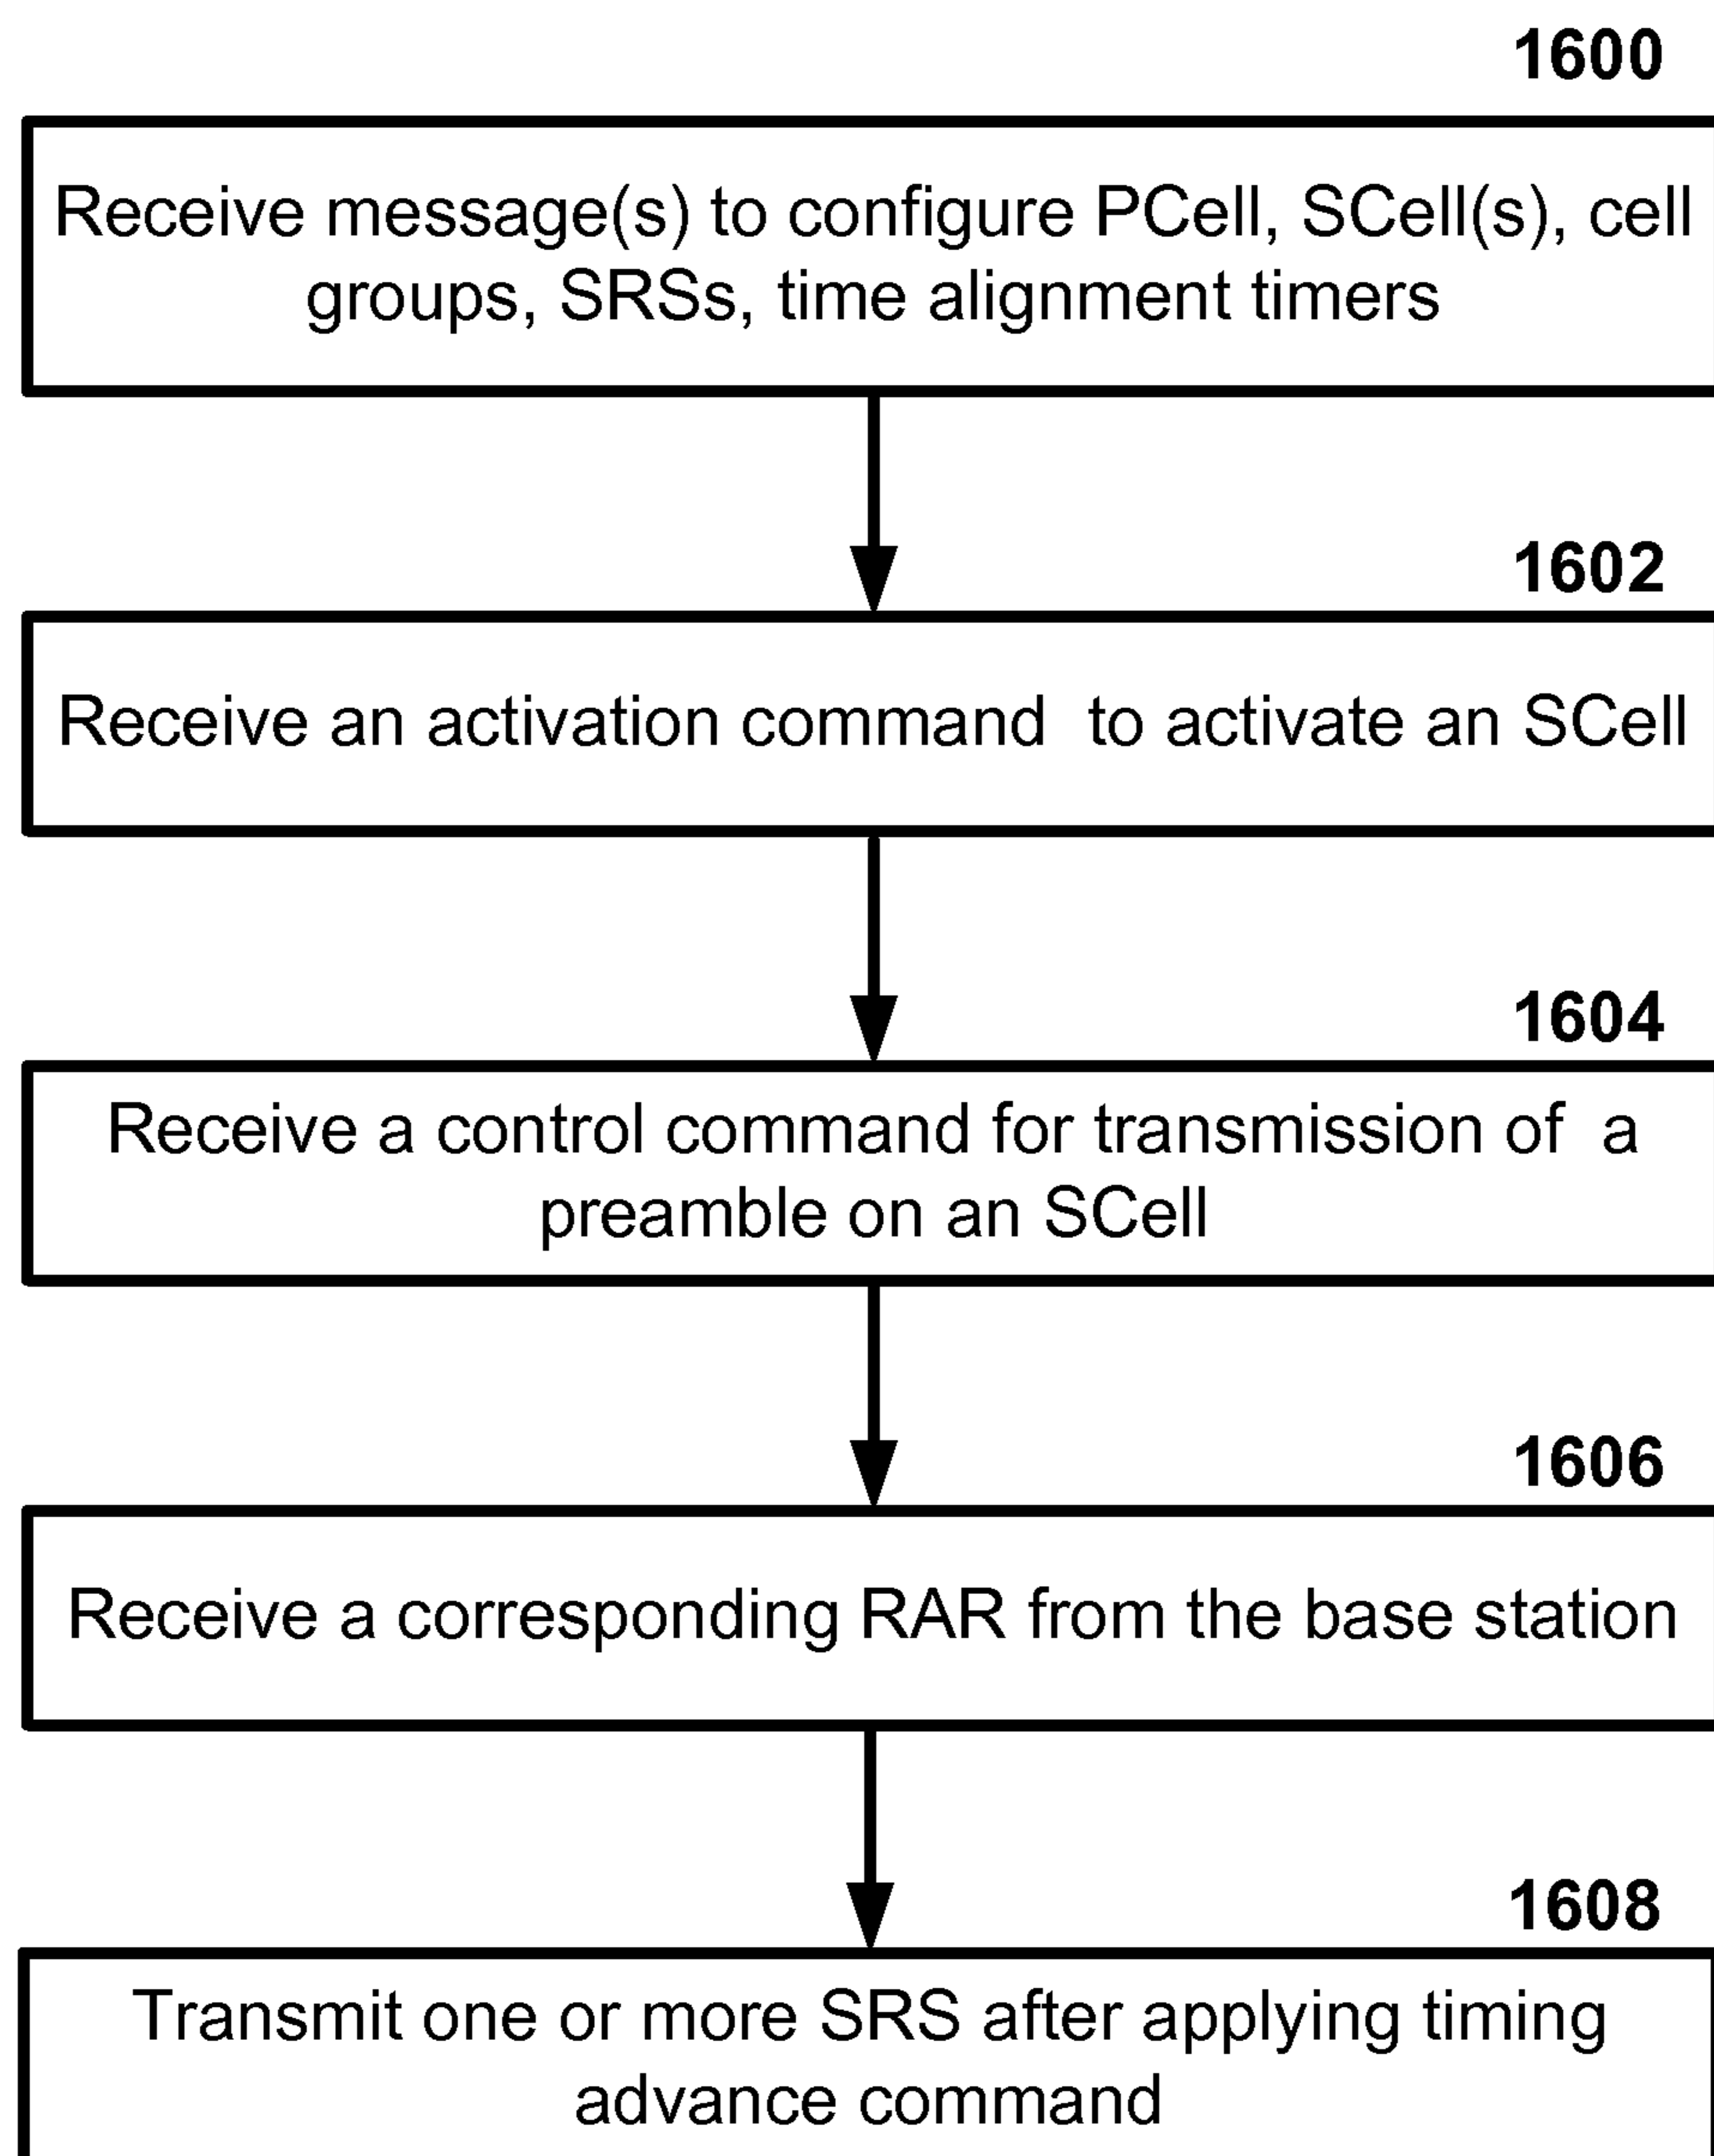 1600
Receive message(s) to configure PCell, SCell(s), cell
groups, SRSs, time alignment timers
1602
Receive an activation command  to activate an SCell
1604
Receive a control command for transmission of  a
preamble on an SCell
1606
Receive a corresponding RAR from the base station
1608
Transmit one or more SRS after applying timing
advance command